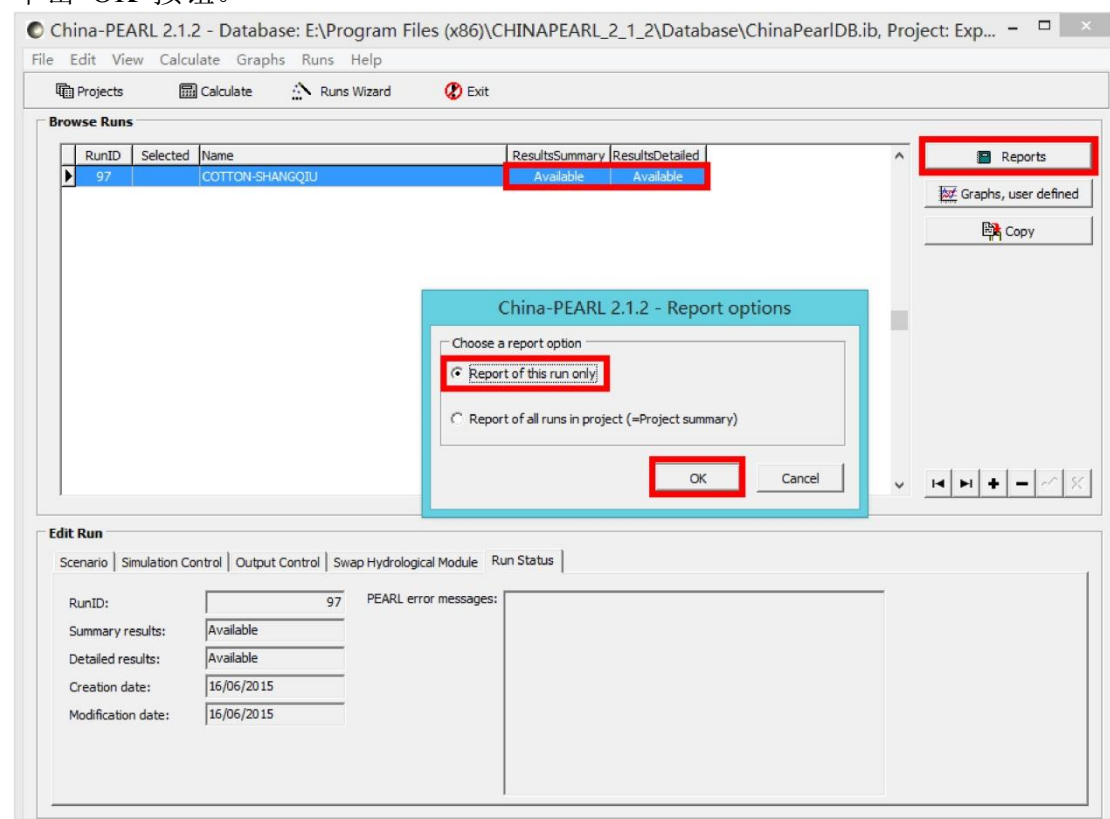 单击 OK 按钮。
China-PEARL 2.1.2 - Database: E:\Program Files (x86)\CHINAPEARL_2_1_2\Database\ChinaPearlDB.ib, Project: Exp...
File Edit View Calculate Graphs Runs Help
Projects Calculate Runs Wizard Exit
Browse Runs
RunID Selected Name ResultsSummary ResultsDetailed
97 COTTON-SHANGQIU Available Available
Reports
Graphs, user defined
Copy
China-PEARL 2.1.2 - Report options
Choose a report option
Report of this run only
Report of all runs in project (=Project summary)
OK Cancel
Edit Run
Scenario Simulation Control Output Control Swap Hydrological Module Run Status
RunID: 97 PEARL error messages:
Summary results: Available
Detailed results: Available
Creation date: 16/06/2015
Modification date: 16/06/2015